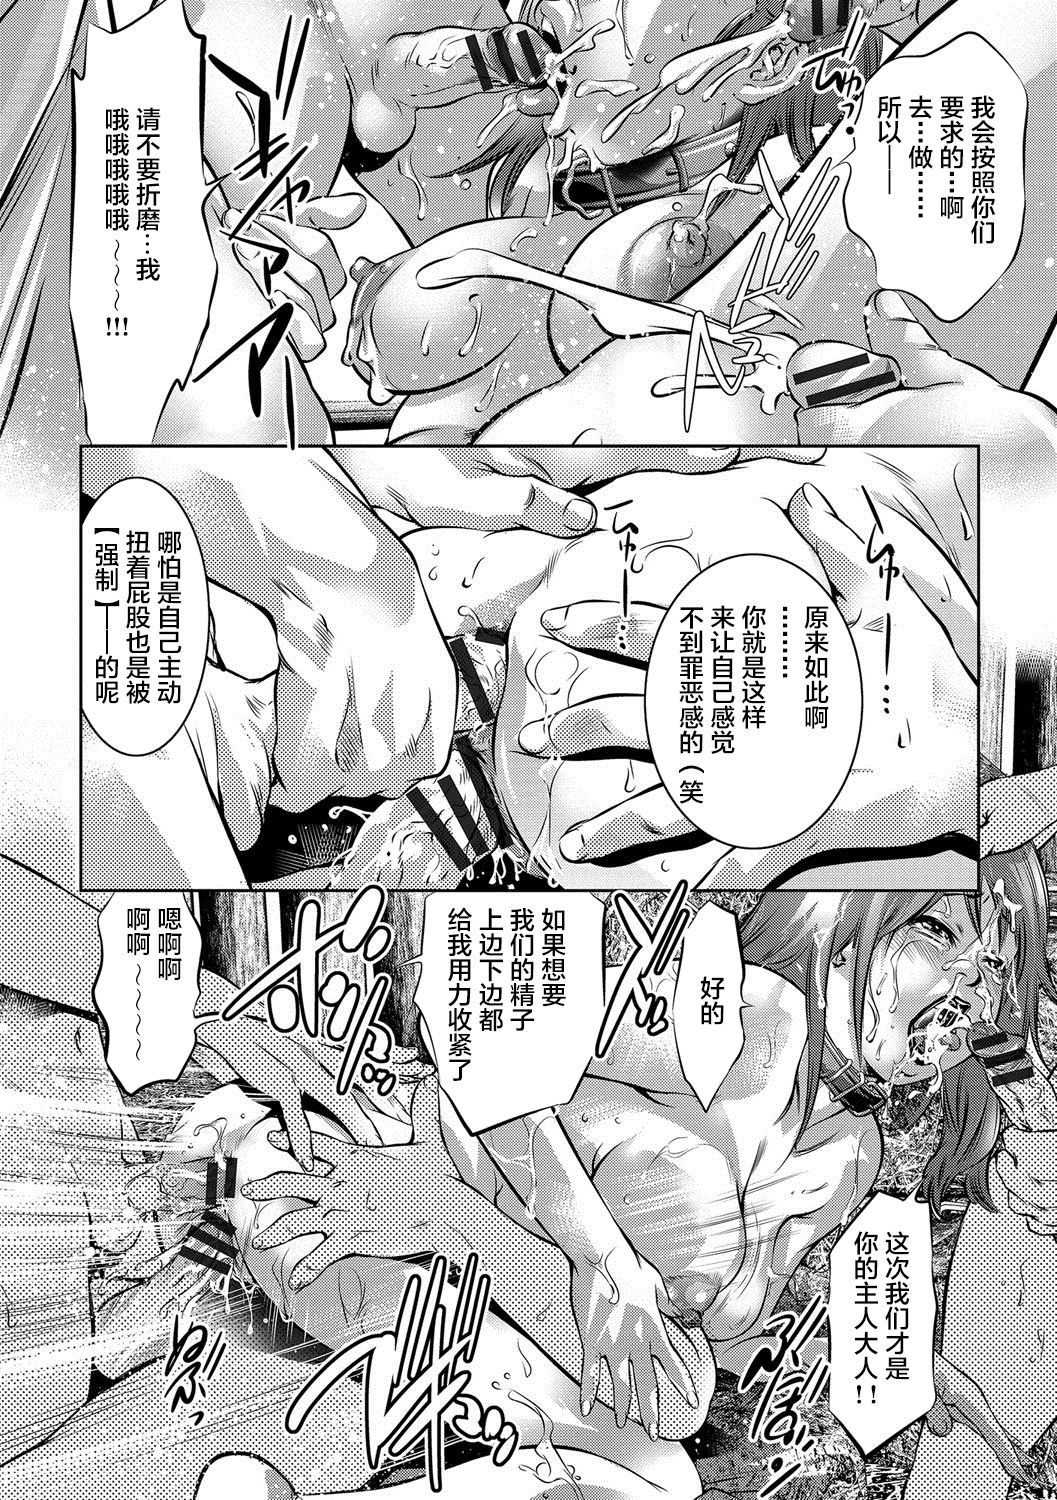 我会按照你们
要求的…啊
去…做……
所以——
请不要折磨…我
哦哦哦哦哦～～～!!!
原来如此啊
………
你就是这样
来让自己感觉
不到罪恶感的（笑
哪怕是自己主动
扭着屁股也是被
【强制】——的呢
好的
如果想要
我们的精子
上边下边都
给我用力收紧了
嗯啊啊
啊啊～～～～
这次我们才是
你的主人大人!!